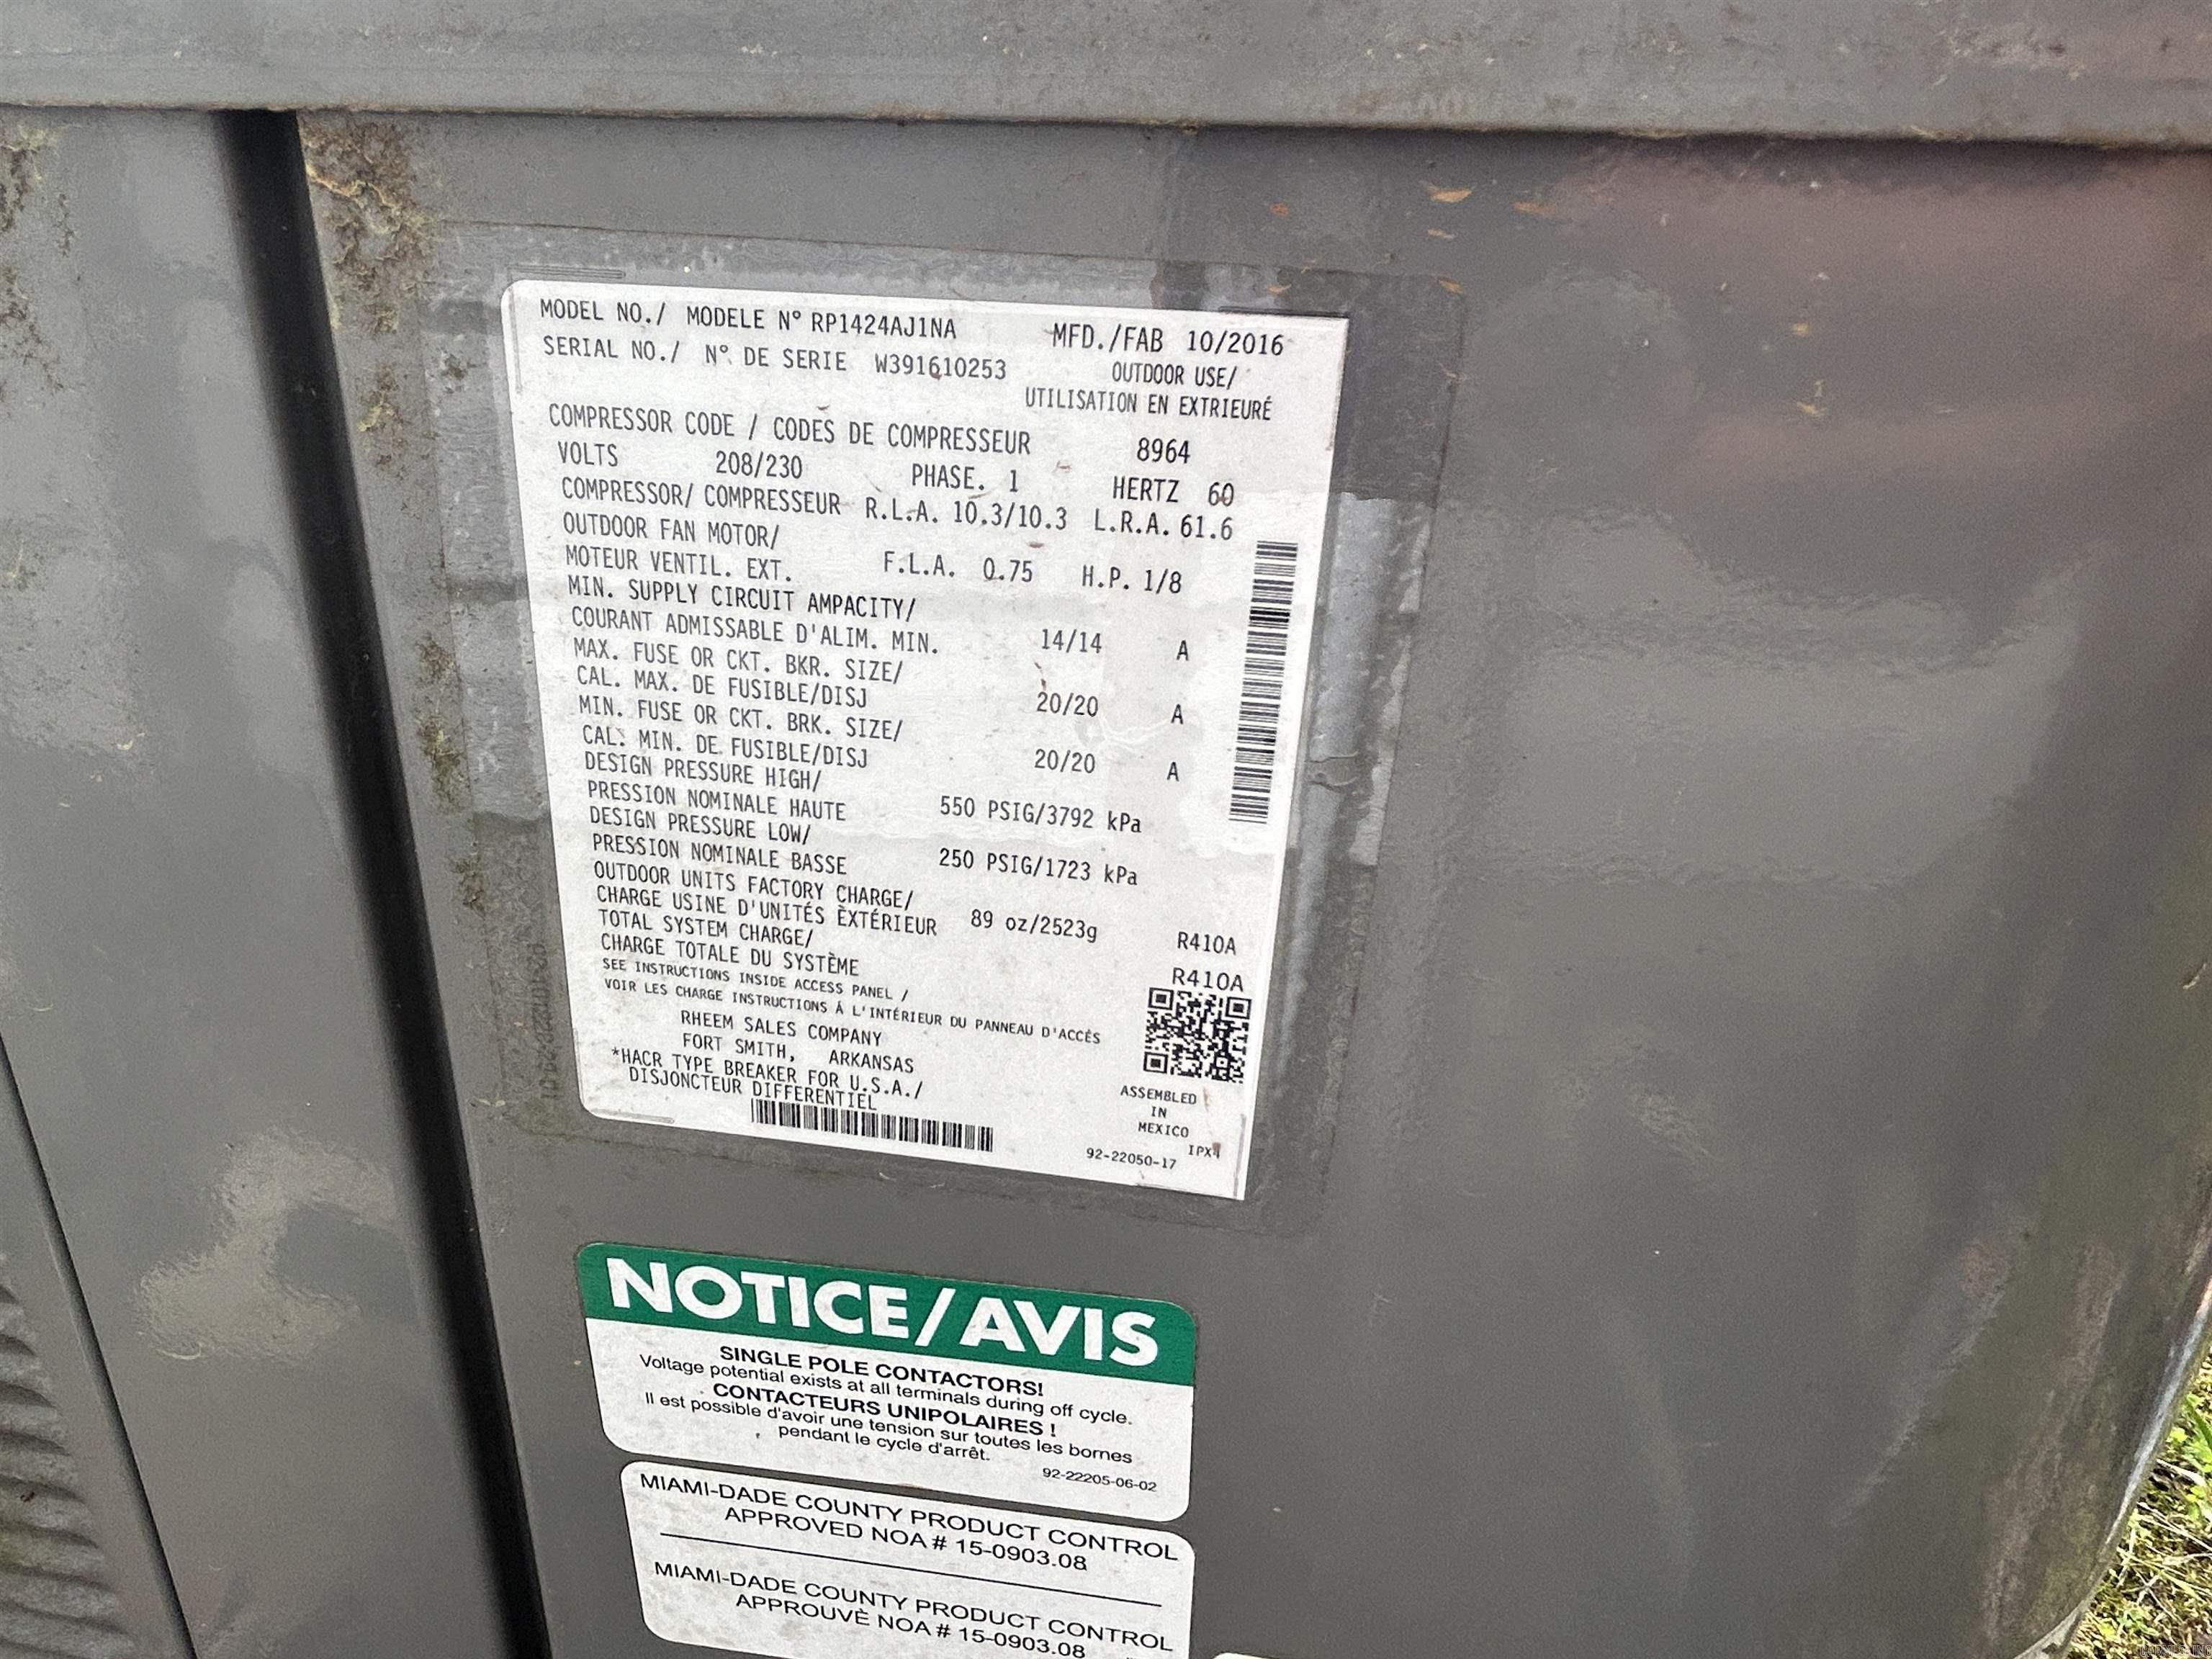 MODEL NO./ MODELE N° RP1424AJ1NA MFD./FAB 10/2016
SERIAL NO./ N°. DE SERIE W391610253 OUTDOOR USE/
UTILISATION EN EXTRIEURÉ
COMPRESSOR CODE / CODES DE COMPRESSEUR 8964
VOLTS 208/230 PHASE. 1 HERTZ 60
COMPRESSOR/ COMPRESSEUR R.L.A. 10.3/10.3 L.R.A. 61.6
OUTDOOR FAN MOTOR/
MOTEUR VENTIL. EXT. F.L.A. 0.75 H.P. 1/8
MIN. SUPPLY CIRCUIT AMPACITY/
COURANT ADMISSABLE D'ALIM. MIN. 14/14 A
MAX. FUSE OR CKT. BKR. SIZE/
CAL. MAX. DE FUSIBLE/DISJ 20/20 A
MIN. FUSE OR CKT. BRK. SIZE/
CAL. MIN. DE FUSIBLE/DISJ 20/20 A
DESIGN PRESSURE HIGH/
PRESSION NOMINALE HAUTE 550 PSIG/3792 kPa
DESIGN PRESSURE LOW/
PRESSION NOMINALE BASSE 250 PSIG/1723 kPa
OUTDOOR UNITS FACTORY CHARGE/
CHARGE USINE D'UNITÉS ÈXTÉRIEUR 89 oz/2523g R410A
TOTAL SYSTEM CHARGE/
CHARGE TOTALE DU SYSTÈME R410A
SEE INSTRUCTIONS INSIDE ACCESS PANEL /
VOIR LES CHARGE INSTRUCTIONS Á L'INTÉRIEUR DU PANNEAU D'ACCÈS
RHEEM SALES COMPANY
FORT SMITH, ARKANSAS
*HACR TYPE BREAKER FOR U.S.A./
DISJONCTEUR DIFFERENTIEL
ASSEMBLED
IN
MEXICO
IPX4
92-22050-17
NOTICE/AVIS
SINGLE POLE CONTACTORS!
Voltage potential exists at all terminals during off cycle.
CONTACTEURS UNIPOLAIRES !
Il est possible d'avoir une tension sur toutes les bornes
pendant le cycle d'arrêt.
92-22205-06-02
MIAMI-DADE COUNTY PRODUCT CONTROL
APPROVED NOA # 15-0903.08
MIAMI-DADE COUNTY PRODUCT CONTROL
APPROUVÈ NOA # 15-0903.08